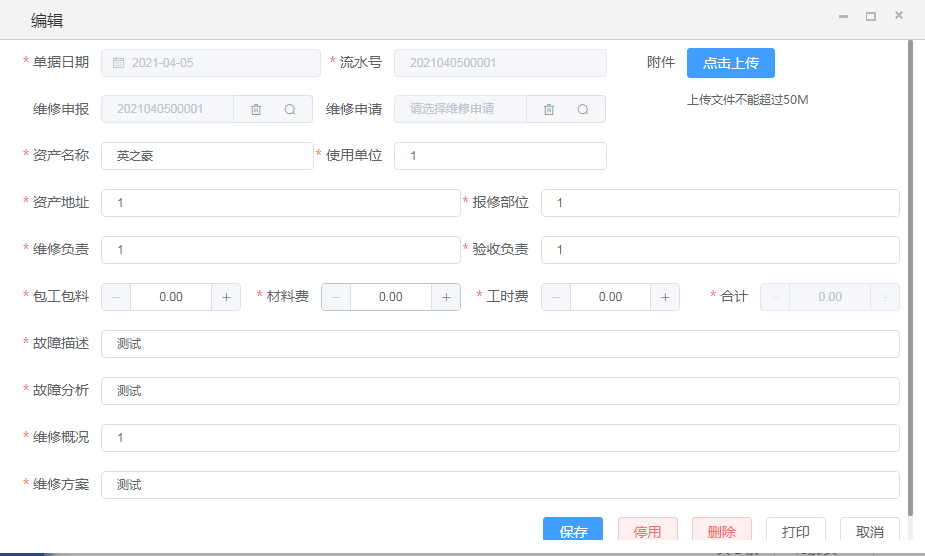 编辑
* 单据日期 2021-04-05 * 流水号 2021040500001 附件 点击上传
维修申报 2021040500001 维修申请 请选择维修申请 上传文件不能超过50M
* 资产名称 英之豪 * 使用单位 1
* 资产地址 1 * 报修部位 1
* 维修负责 1 * 验收负责 1
* 包工包料 − 0.00 + * 材料费 − 0.00 + * 工时费 − 0.00 + * 合计 − 0.00 +
* 故障描述 测试
* 故障分析 测试
* 维修概况 1
* 维修方案 测试
保存 停用 删除 打印 取消